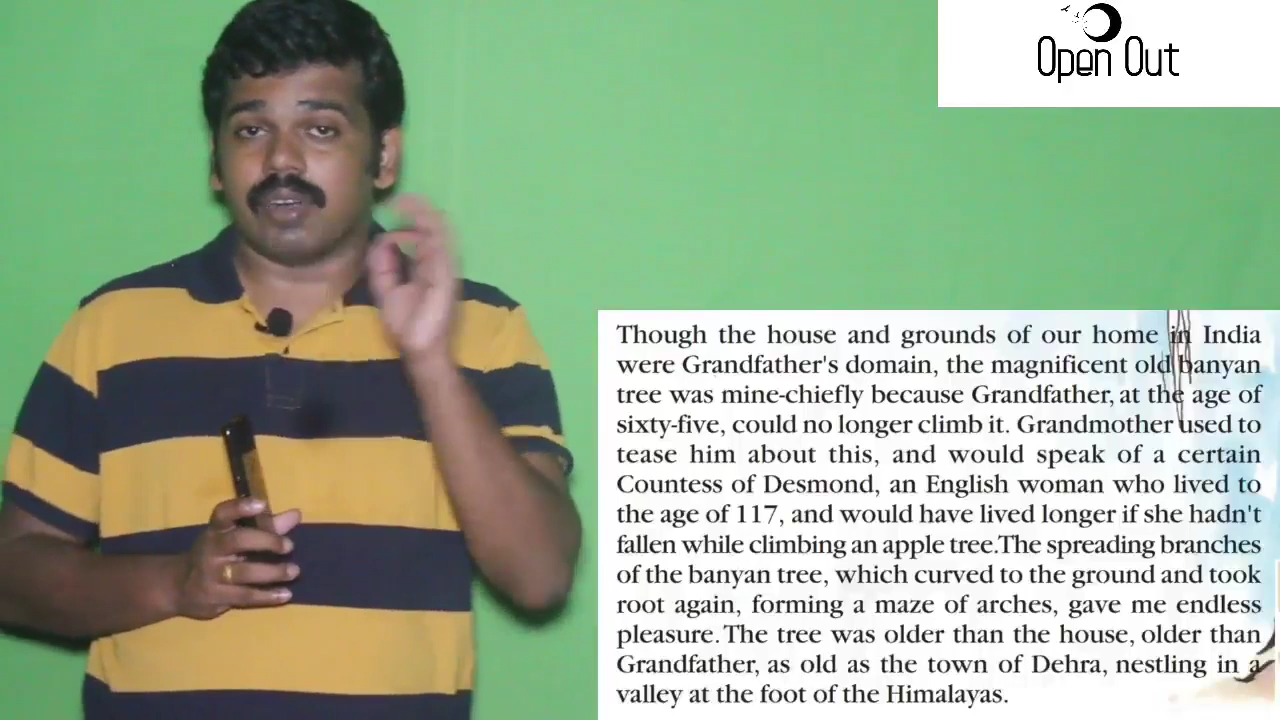 Open Out
Though the house and grounds of our home in India
were Grandfather's domain, the magnificent old banyan
tree was mine-chiefly because Grandfather, at the age of
sixty-five, could no longer climb it. Grandmother used to
tease him about this, and would speak of a certain
Countess of Desmond, an English woman who lived to
the age of 117, and would have lived longer if she hadn't
fallen while climbing an apple tree.The spreading branches
of the banyan tree, which curved to the ground and took
root again, forming a maze of arches, gave me endless
pleasure. The tree was older than the house, older than
Grandfather, as old as the town of Dehra, nestling in a
valley at the foot of the Himalayas.